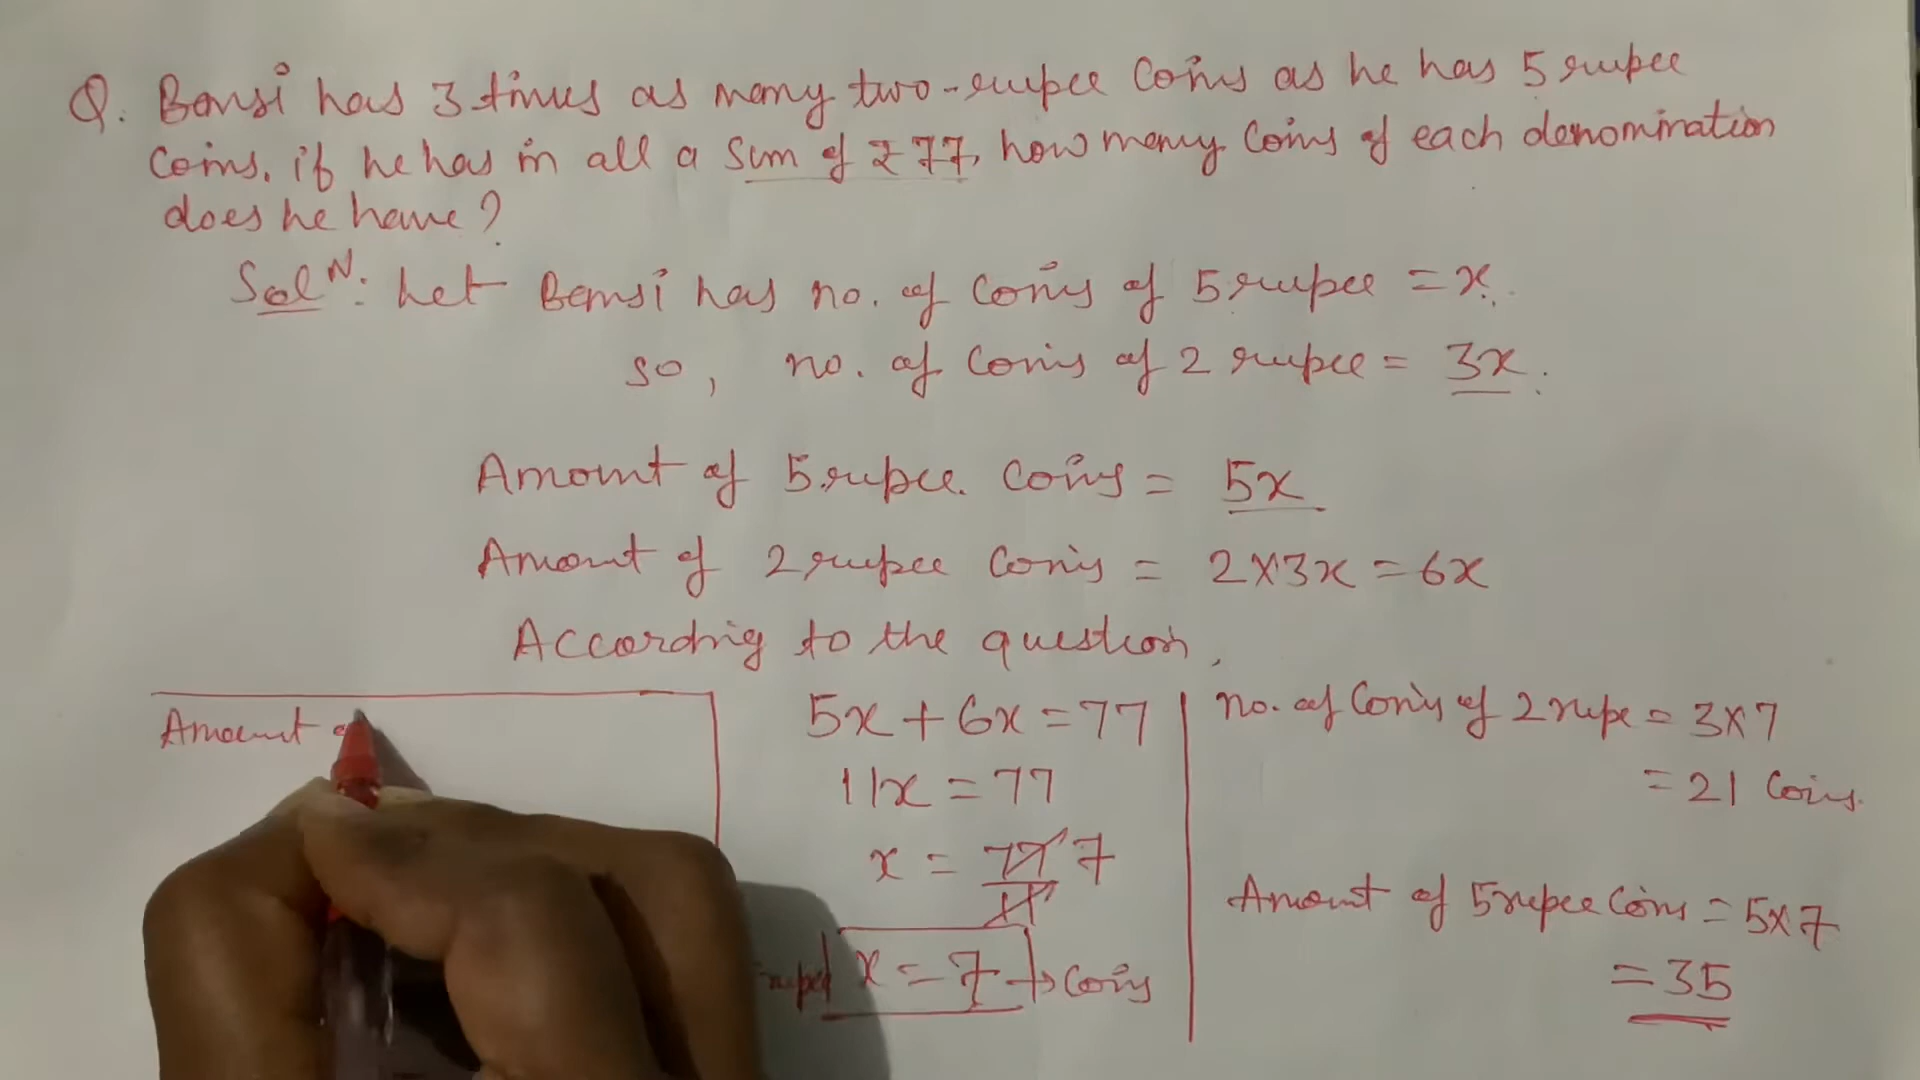 Q. Bansi has 3 times as many two-rupee coins as he has 5 rupee
coins. if he has in all a sum of ₹77, how many coins of each denomination
does he have?
Solᴺ: Let Bansi has no. of coins of 5 rupee = x.
so, no. of coins of 2 rupee = 3x.
Amount of 5 rupee coins = 5x
Amount of 2 rupee coins = 2×3x = 6x
According to the question,
Amount
5x + 6x = 77
11x = 77
x = 77/11 7
x = 7 → coins
no. of coins of 2 rupe = 3×7
= 21 coins.
Amount of 5 rupee coins = 5×7
= 35